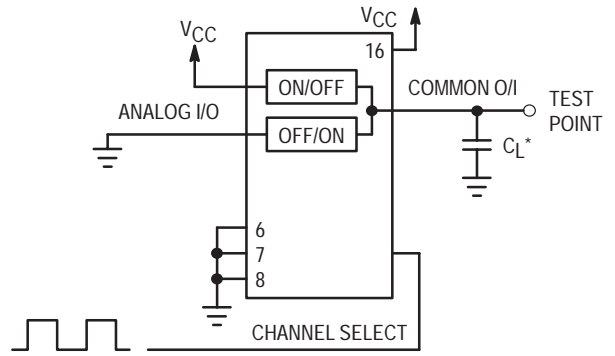 VCC
VCC
16
ON/OFF
COMMON O/I
TEST
POINT
ANALOG I/O
OFF/ON
CL*
6
7
8
CHANNEL SELECT